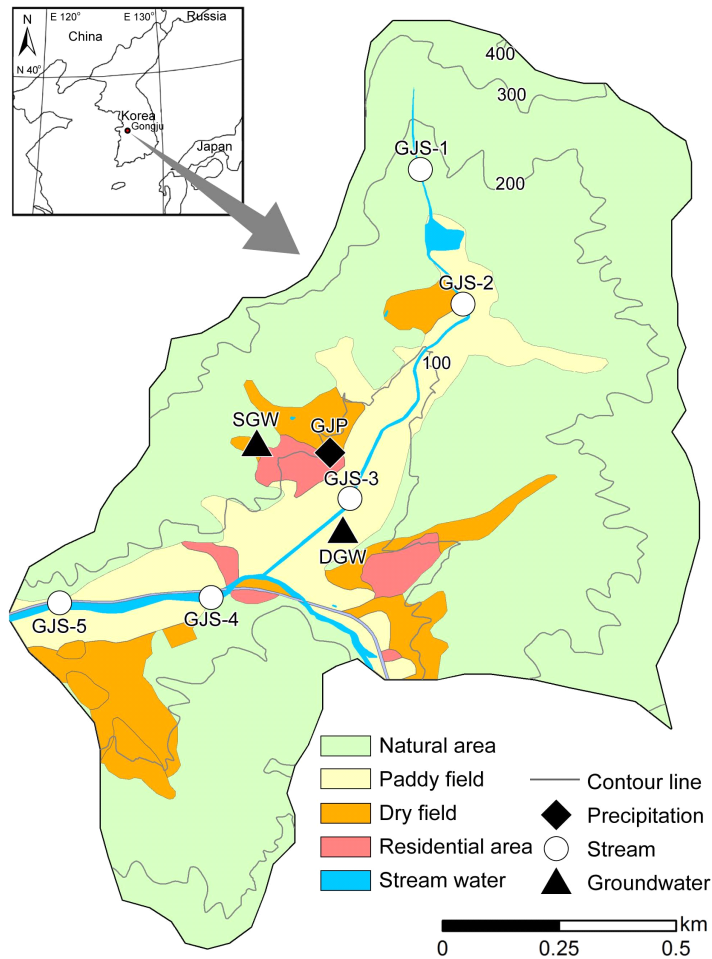 N
E 120°
E 130°
Russia
China
N 40°
Korea
Gongju
Japan
400
300
GJS-1
200
GJS-2
100
SGW
GJP
GJS-3
DGW
GJS-4
GJS-5
Natural area
Paddy field
Dry field
Residential area
Stream water
Contour line
Precipitation
Stream
Groundwater
km
0
0.25
0.5